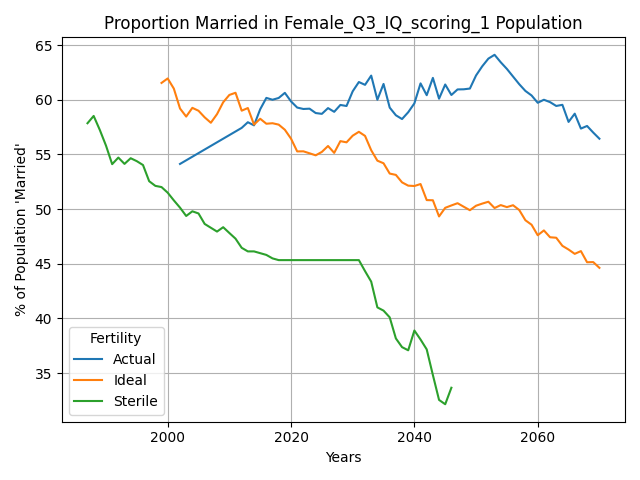 Proportion Married in Female_Q3_IQ_scoring_1 Population
% of Population 'Married'
65
60
55
50
45
40
35
Fertility
Actual
Ideal
Sterile
2000 2020 2040 2060
Years